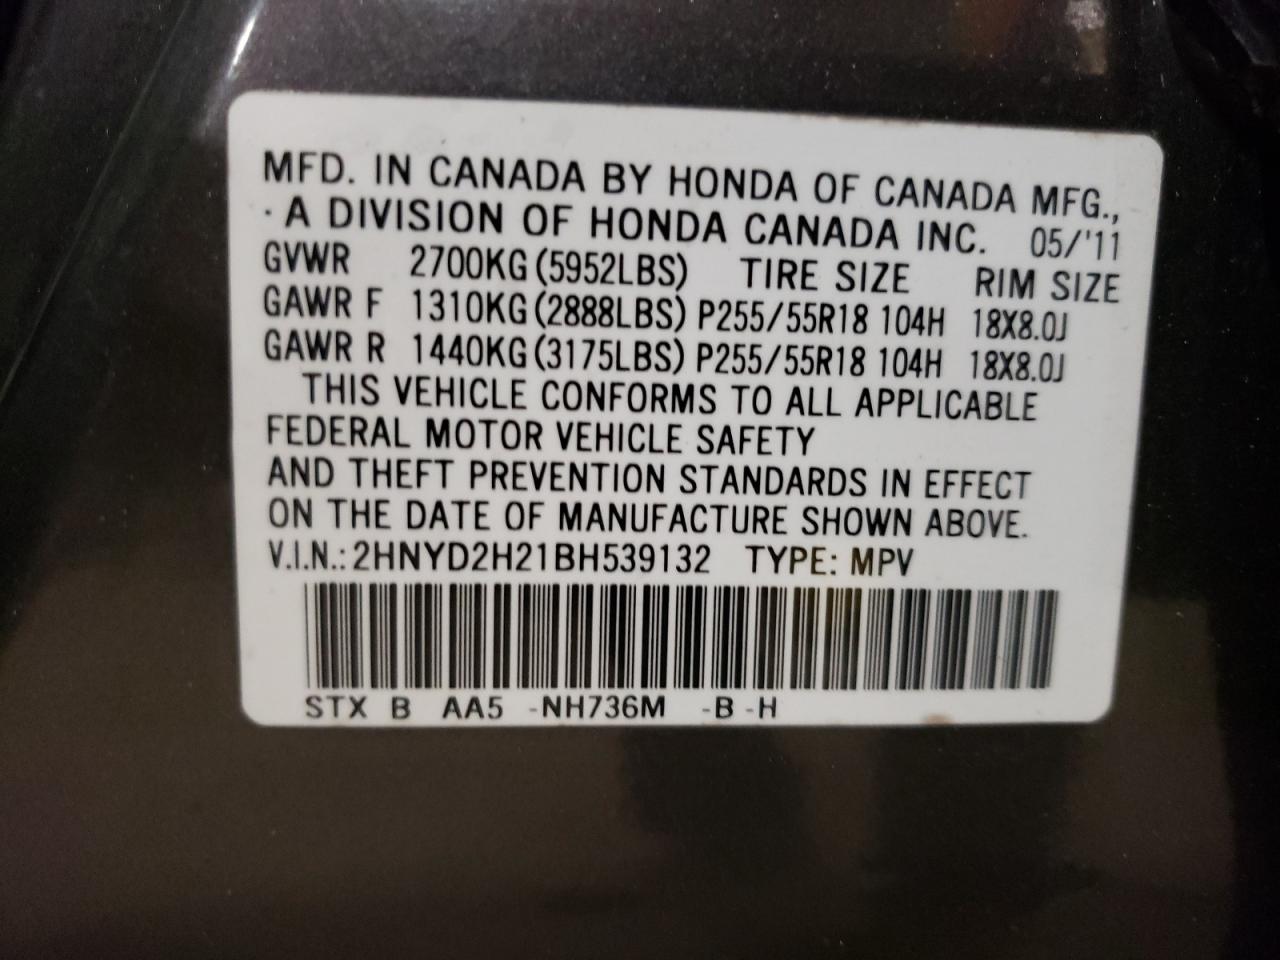 MFD. IN CANADA BY HONDA OF CANADA MFG.,
· A DIVISION OF HONDA CANADA INC. 05/'11
GVWR 2700KG (5952LBS) TIRE SIZE RIM SIZE
GAWR F 1310KG (2888LBS) P255/55R18 104H 18X8.0J
GAWR R 1440KG (3175LBS) P255/55R18 104H 18X8.0J
THIS VEHICLE CONFORMS TO ALL APPLICABLE
FEDERAL MOTOR VEHICLE SAFETY
AND THEFT PREVENTION STANDARDS IN EFFECT
ON THE DATE OF MANUFACTURE SHOWN ABOVE.
V.I.N.: 2HNYD2H21BH539132 TYPE: MPV
STX B AA5 -NH736M -B -H